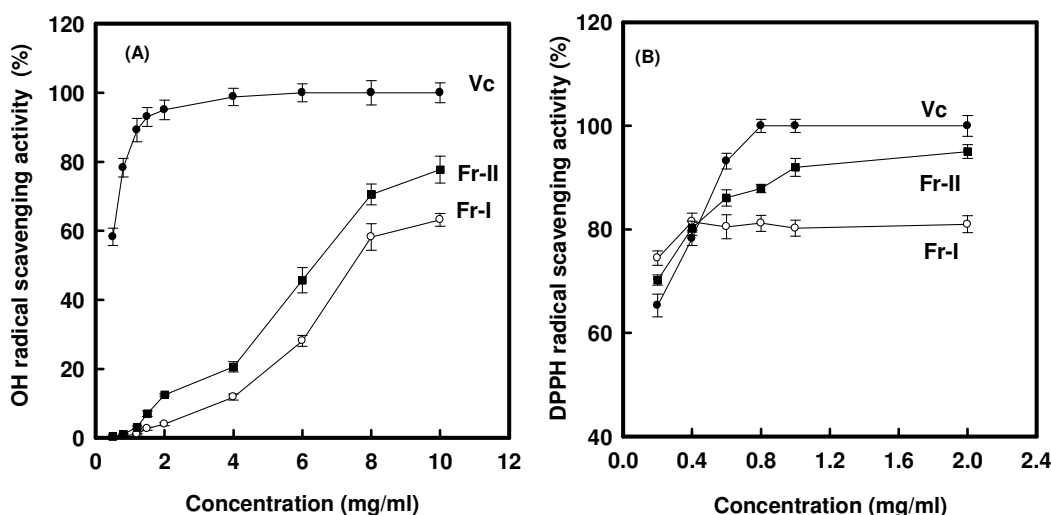 (A)
OH radical scavenging activity (%)
120
100
80
60
40
20
0
Vc
Fr-II
Fr-I
0 2 4 6 8 10 12
Concentration (mg/ml)
(B)
DPPH radical scavenging activity (%)
120
100
80
60
40
Vc
Fr-II
Fr-I
0.0 0.4 0.8 1.2 1.6 2.0 2.4
Concentration (mg/ml)